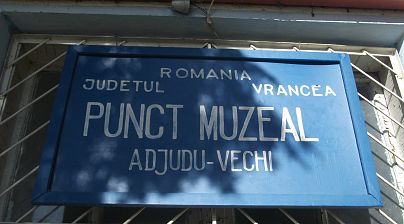 ROMANIA
JUDETUL VRANCEA
PUNCT MUZEAL
ADJUDU-VECHI